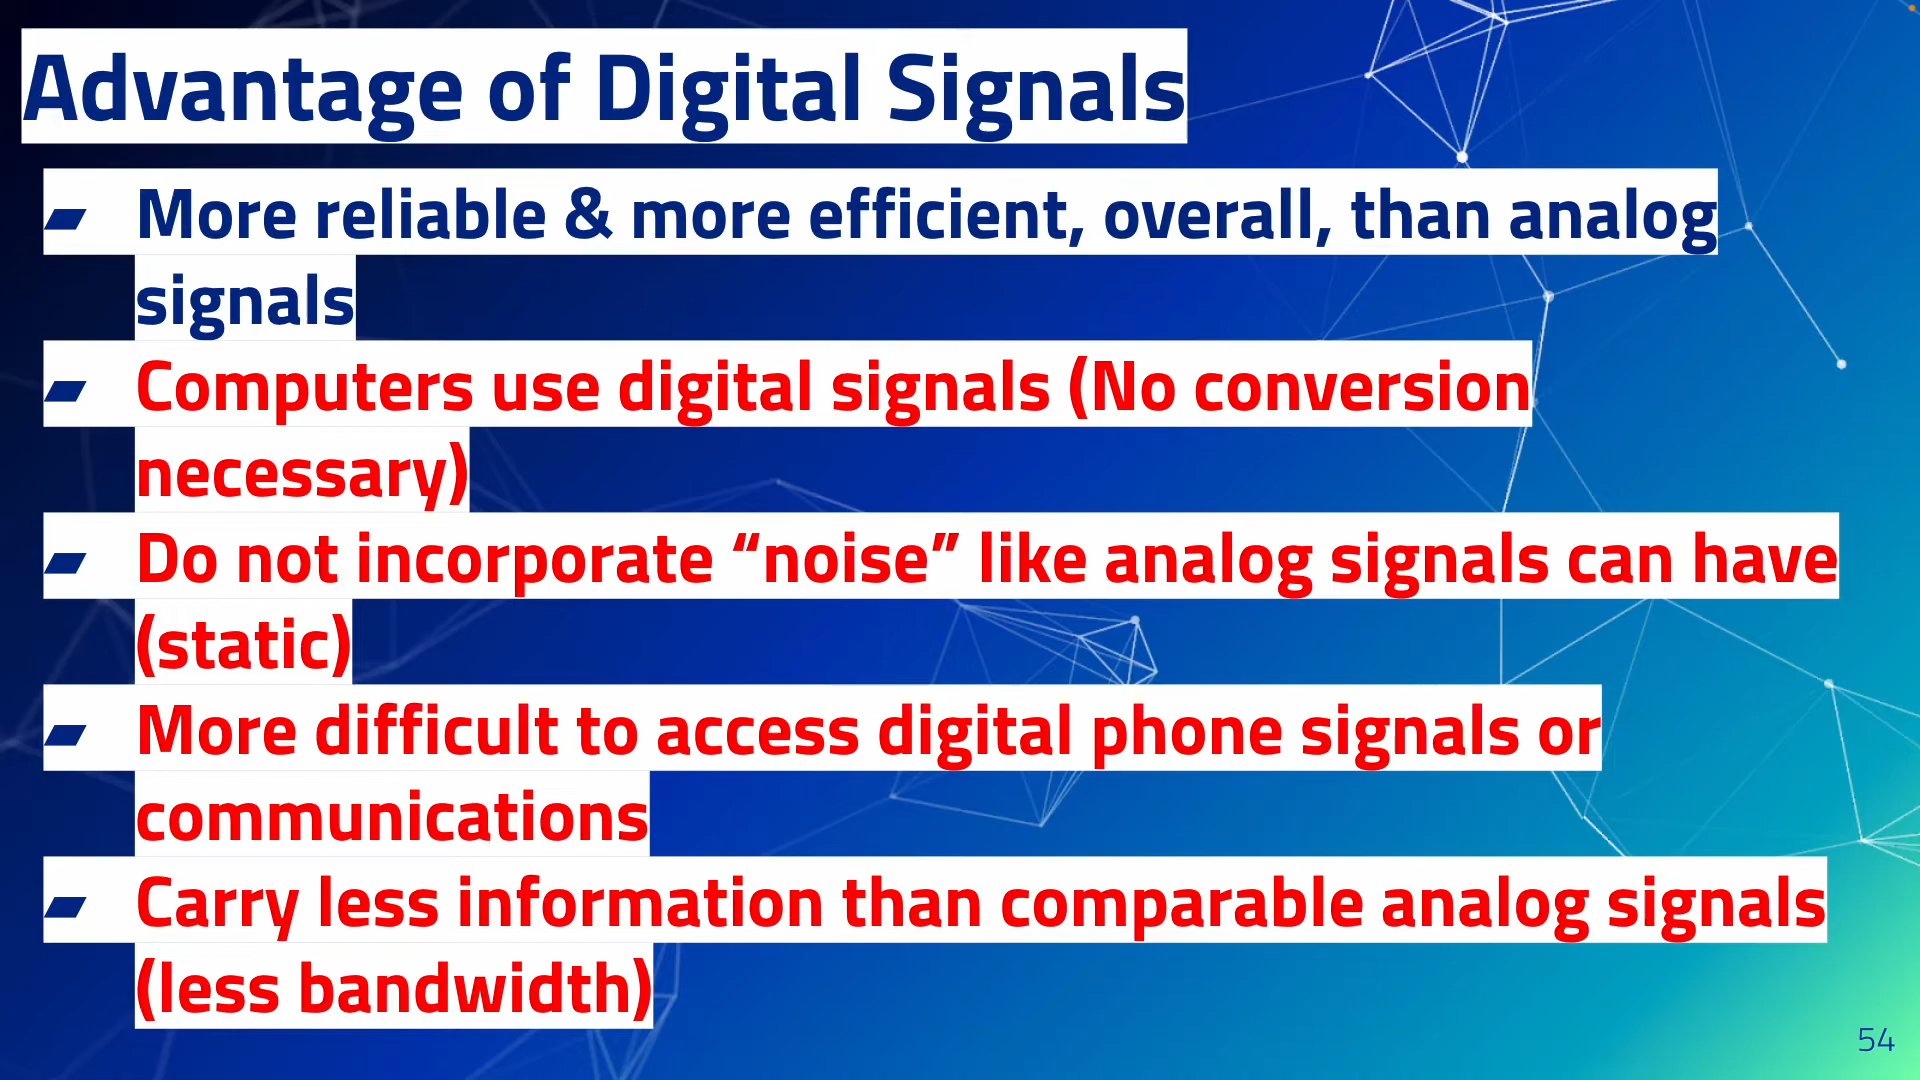 Advantage of Digital Signals
▰ More reliable & more efficient, overall, than analog
signals
▰ Computers use digital signals (No conversion
necessary)
▰ Do not incorporate “noise” like analog signals can have
(static)
▰ More difficult to access digital phone signals or
communications
▰ Carry less information than comparable analog signals
(less bandwidth)
54